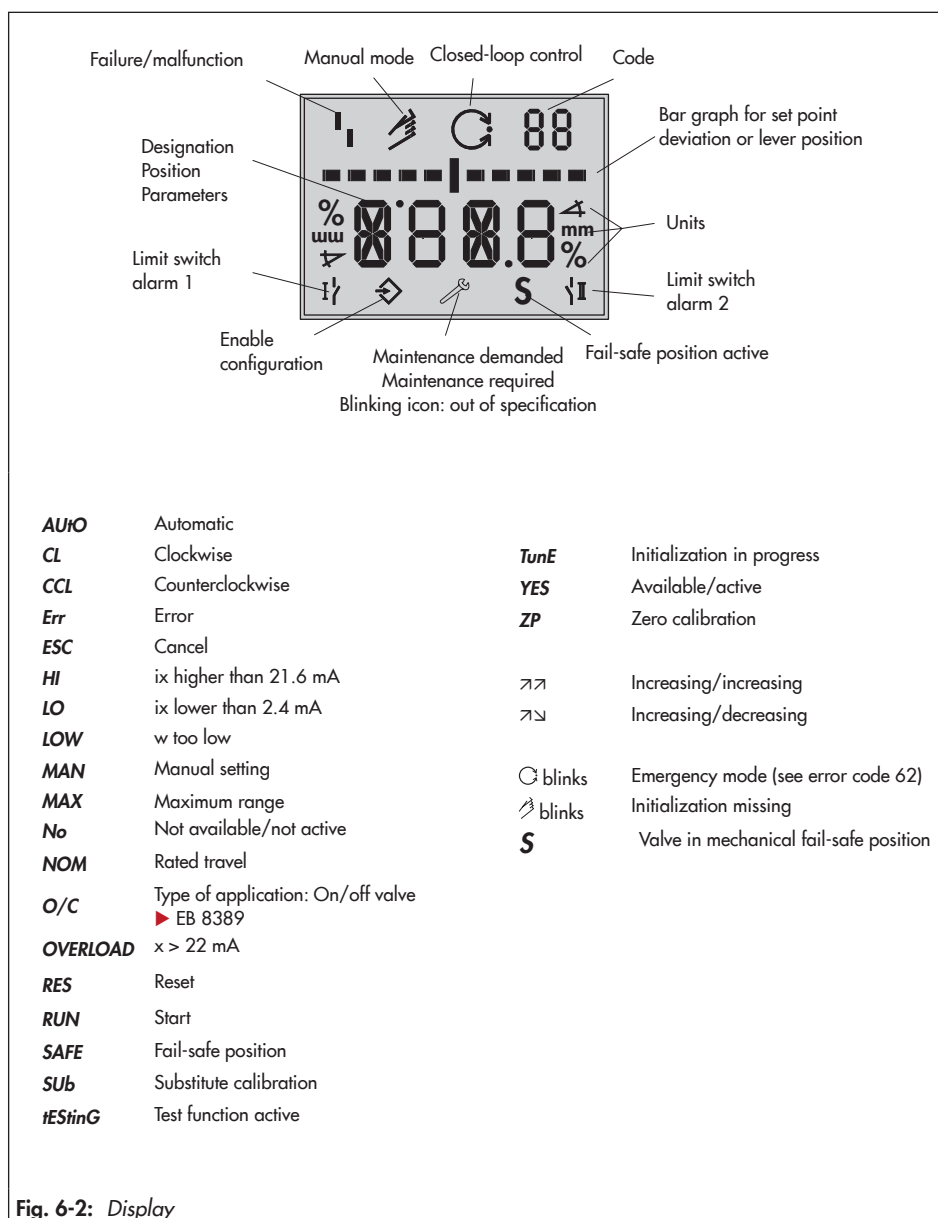 Failure/malfunction
Manual mode
Closed-loop control
Code
Bar graph for set point
deviation or lever position
Designation
Position
Parameters
88
%
mm
8.8.8.8
mm
%
Units
Limit switch
alarm 1
I
S
II
Limit switch
alarm 2
Enable
configuration
Maintenance demanded
Maintenance required
Blinking icon: out of specification
Fail-safe position active
AUtO Automatic
CL Clockwise
CCL Counterclockwise
Err Error
ESC Cancel
HI ix higher than 21.6 mA
LO ix lower than 2.4 mA
LOW w too low
MAN Manual setting
MAX Maximum range
No Not available/not active
NOM Rated travel
O/C Type of application: On/off valve
▶ EB 8389
OVERLOAD x > 22 mA
RES Reset
RUN Start
SAFE Fail-safe position
SUb Substitute calibration
tEStinG Test function active
TunE Initialization in progress
YES Available/active
ZP Zero calibration
↗↗ Increasing/increasing
↗↘ Increasing/decreasing
blinks Emergency mode (see error code 62)
blinks Initialization missing
S Valve in mechanical fail-safe position
Fig. 6-2: Display